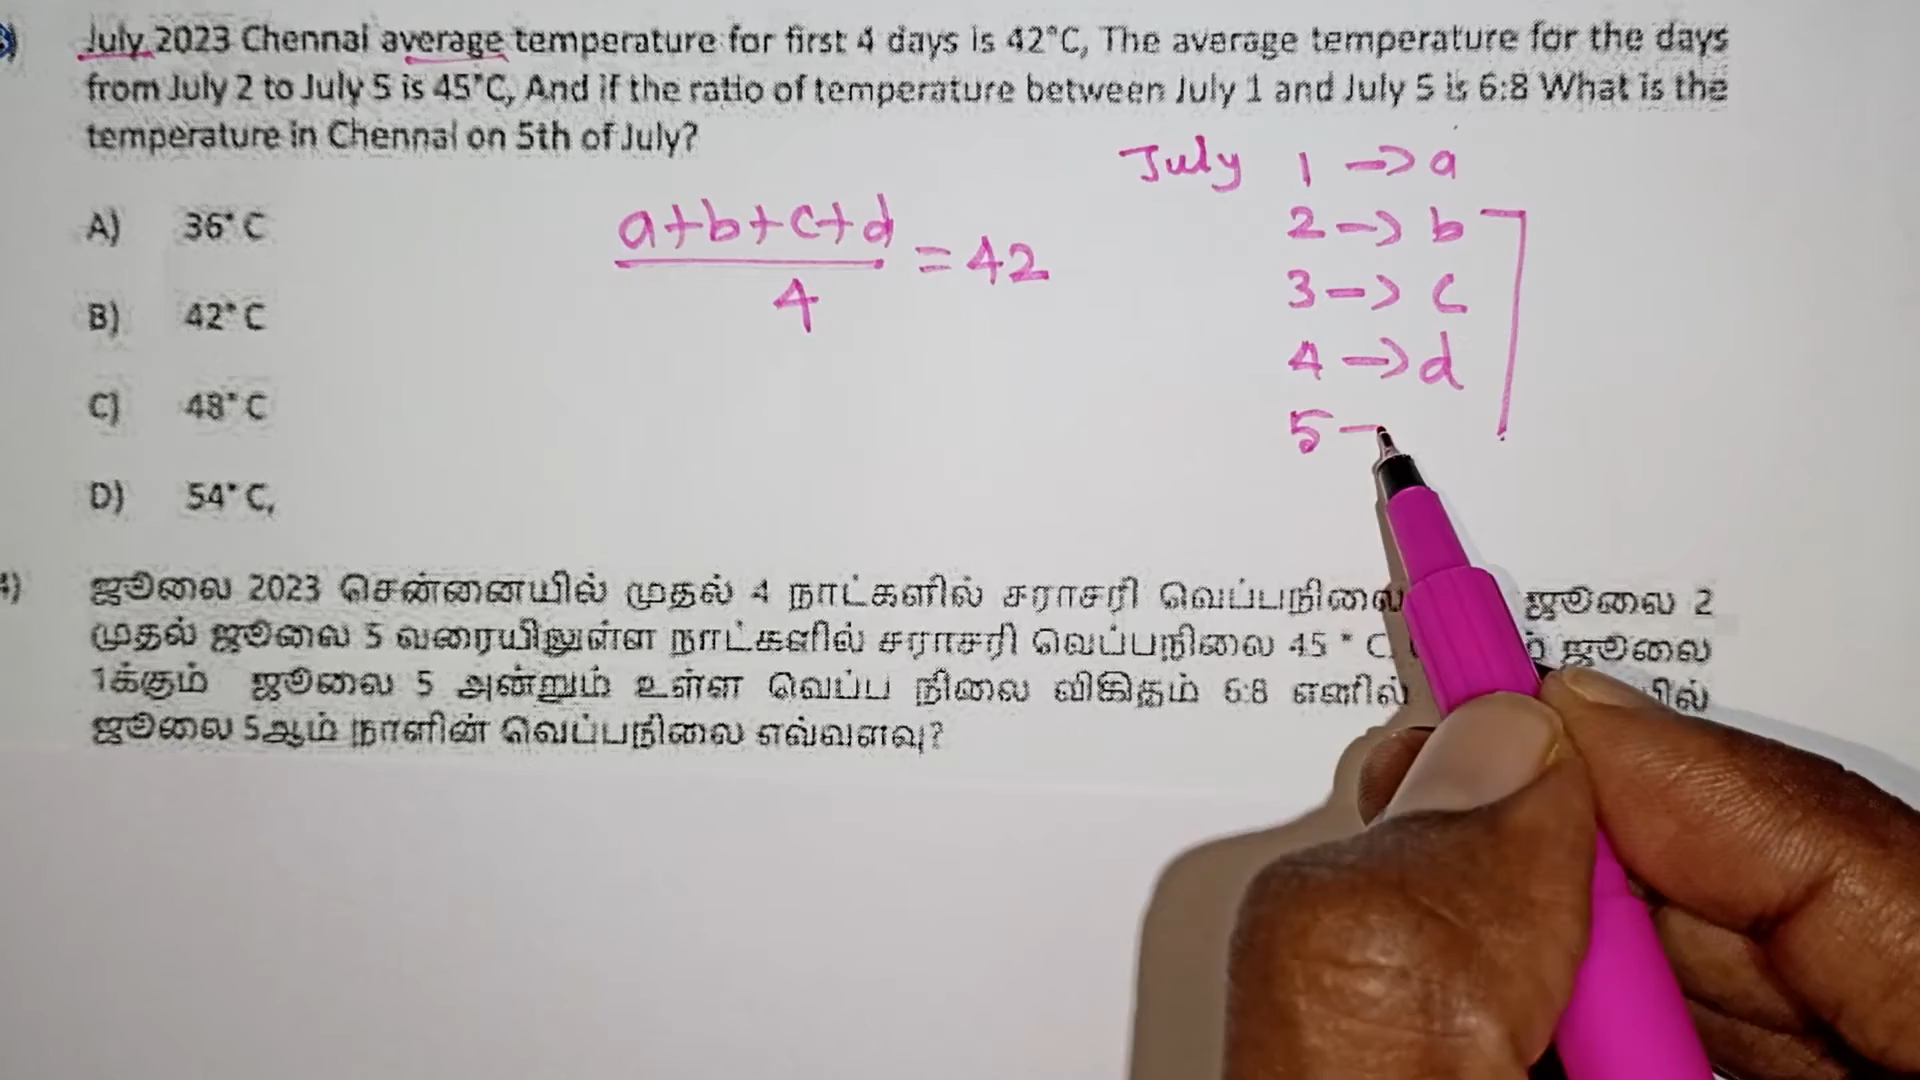 July 2023 Chennai average temperature for first 4 days is 42°C, The average temperature for the days
from July 2 to July 5 is 45°C, And if the ratio of temperature between July 1 and July 5 is 6:8 What is the
temperature in Chennai on 5th of July?
July 1 -> a
2 -> b
3 -> c
4 -> d
5 -
a+b+c+d
4
= 42
A) 36°C
B) 42°C
C) 48°C
D) 54°C,
4) ஜூலை 2023 சென்னையில் முதல் 4 நாட்களில் சராசரி வெப்பநிலை ஜூலை 2
முதல் ஜூலை 5 வரையிலுள்ள நாட்களில் சராசரி வெப்பநிலை 45 ° C ஜூலை
1க்கும் ஜூலை 5 அன்றும் உள்ள வெப்ப நிலை விகிதம் 6:8 எனில்
ஜூலை 5ஆம் நாளின் வெப்பநிலை எவ்வளவு?